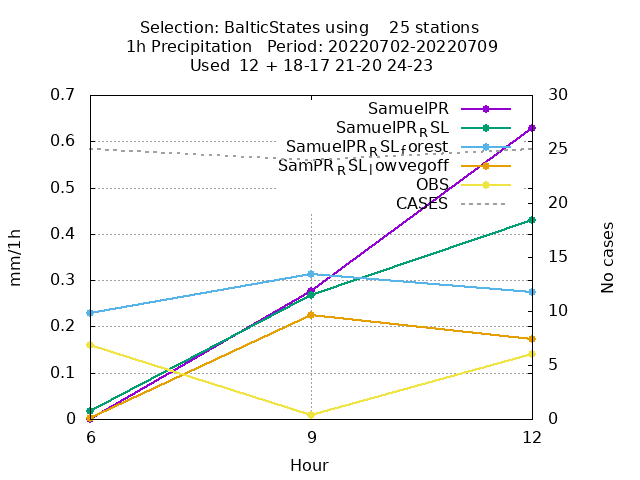 Selection: BalticStates using    25 stations
1h Precipitation   Period: 20220702-20220709
Used  12 + 18-17 21-20 24-23
0.7
0.6
0.5
0.4
0.3
0.2
0.1
0
30
25
20
15
10
5
0
SamuelPR
SamuelPR_RSL
SamuelPR_RSL_forest
SamPR_RSL_lowvegoff
OBS
CASES
mm/1h
No cases
6
9
12
Hour